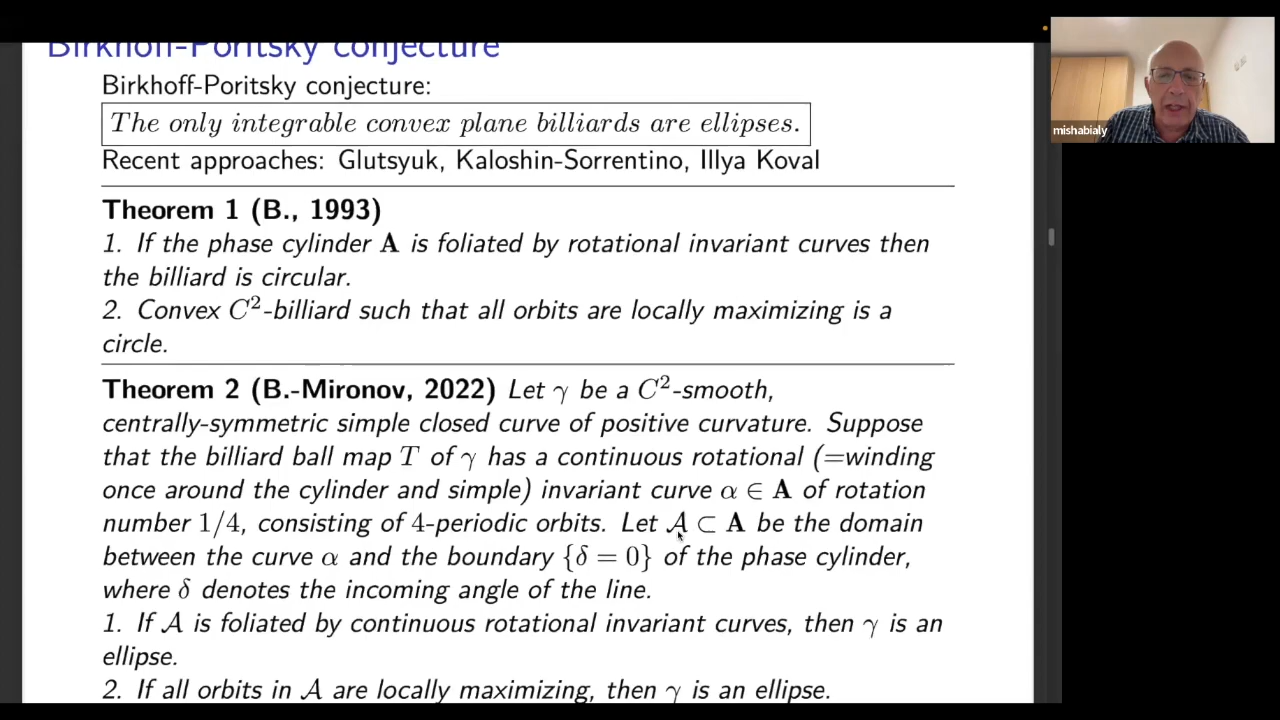 Birkhoff-Poritsky conjecture
Birkhoff-Poritsky conjecture:
The only integrable convex plane billiards are ellipses.
Recent approaches: Glutsyuk, Kaloshin-Sorrentino, Illya Koval
Theorem 1 (B., 1993)
1. If the phase cylinder A is foliated by rotational invariant curves then
the billiard is circular.
2. Convex C²-billiard such that all orbits are locally maximizing is a
circle.
Theorem 2 (B.-Mironov, 2022) Let γ be a C²-smooth,
centrally-symmetric simple closed curve of positive curvature. Suppose
that the billiard ball map T of γ has a continuous rotational (=winding
once around the cylinder and simple) invariant curve α ∈ A of rotation
number 1/4, consisting of 4-periodic orbits. Let 𝒜 ⊂ A be the domain
between the curve α and the boundary {δ = 0} of the phase cylinder,
where δ denotes the incoming angle of the line.
1. If 𝒜 is foliated by continuous rotational invariant curves, then γ is an
ellipse.
2. If all orbits in 𝒜 are locally maximizing, then γ is an ellipse.
mishabialy